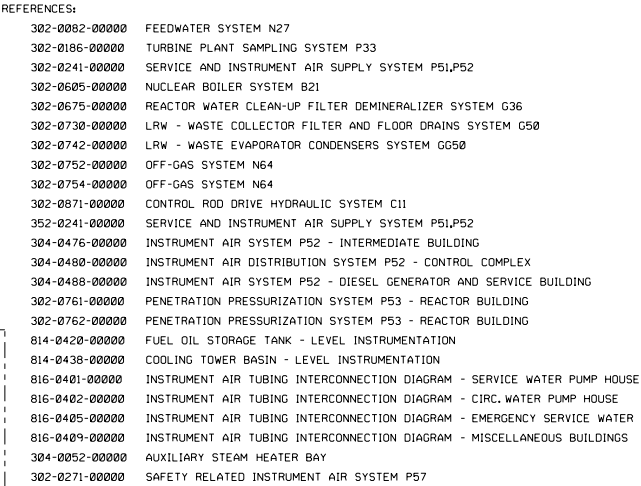 REFERENCES:
302-0082-00000 FEEDWATER SYSTEM N27
302-0186-00000 TURBINE PLANT SAMPLING SYSTEM P33
302-0241-00000 SERVICE AND INSTRUMENT AIR SUPPLY SYSTEM P51,P52
302-0605-00000 NUCLEAR BOILER SYSTEM B21
302-0675-00000 REACTOR WATER CLEAN-UP FILTER DEMINERALIZER SYSTEM G36
302-0730-00000 LRW - WASTE COLLECTOR FILTER AND FLOOR DRAINS SYSTEM G50
302-0742-00000 LRW - WASTE EVAPORATOR CONDENSERS SYSTEM GG50
302-0752-00000 OFF-GAS SYSTEM N64
302-0754-00000 OFF-GAS SYSTEM N64
302-0871-00000 CONTROL ROD DRIVE HYDRAULIC SYSTEM C11
352-0241-00000 SERVICE AND INSTRUMENT AIR SUPPLY SYSTEM P51,P52
304-0476-00000 INSTRUMENT AIR SYSTEM P52 - INTERMEDIATE BUILDING
304-0480-00000 INSTRUMENT AIR DISTRIBUTION SYSTEM P52 - CONTROL COMPLEX
304-0488-00000 INSTRUMENT AIR SYSTEM P52 - DIESEL GENERATOR AND SERVICE BUILDING
302-0761-00000 PENETRATION PRESSURIZATION SYSTEM P53 - REACTOR BUILDING
302-0762-00000 PENETRATION PRESSURIZATION SYSTEM P53 - REACTOR BUILDING
814-0420-00000 FUEL OIL STORAGE TANK - LEVEL INSTRUMENTATION
814-0438-00000 COOLING TOWER BASIN - LEVEL INSTRUMENTATION
816-0401-00000 INSTRUMENT AIR TUBING INTERCONNECTION DIAGRAM - SERVICE WATER PUMP HOUSE
816-0402-00000 INSTRUMENT AIR TUBING INTERCONNECTION DIAGRAM - CIRC. WATER PUMP HOUSE
816-0405-00000 INSTRUMENT AIR TUBING INTERCONNECTION DIAGRAM - EMERGENCY SERVICE WATER
816-0409-00000 INSTRUMENT AIR TUBING INTERCONNECTION DIAGRAM - MISCELLANEOUS BUILDINGS
304-0052-00000 AUXILIARY STEAM HEATER BAY
302-0271-00000 SAFETY RELATED INSTRUMENT AIR SYSTEM P57